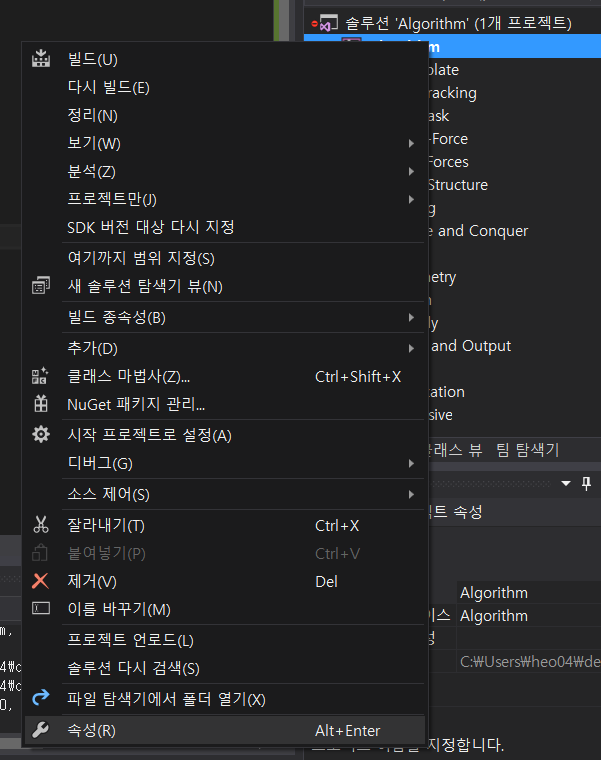 솔루션 'Algorithm' (1개 프로젝트)
빌드(U)
다시 빌드(E)
정리(N)
보기(W)
분석(Z)
프로젝트만(J)
SDK 버전 대상 다시 지정
여기까지 범위 지정(S)
새 솔루션 탐색기 뷰(N)
빌드 종속성(B)
추가(D)
클래스 마법사(Z)... Ctrl+Shift+X
NuGet 패키지 관리...
시작 프로젝트로 설정(A)
디버그(G)
소스 제어(S)
잘라내기(T) Ctrl+X
붙여넣기(P) Ctrl+V
제거(V) Del
이름 바꾸기(M)
프로젝트 언로드(L)
솔루션 다시 검색(S)
파일 탐색기에서 폴더 열기(X)
속성(R) Alt+Enter
m
plate
racking
ask
-Force
Forces
Structure
g
e and Conquer
netry
n
ly
and Output
ation
sive
클래스 뷰 팀 탐색기
트 속성
Algorithm
이스 Algorithm
성
C:\Users\heo04\de
지정합니다.
m,
4\c
4\c
0,